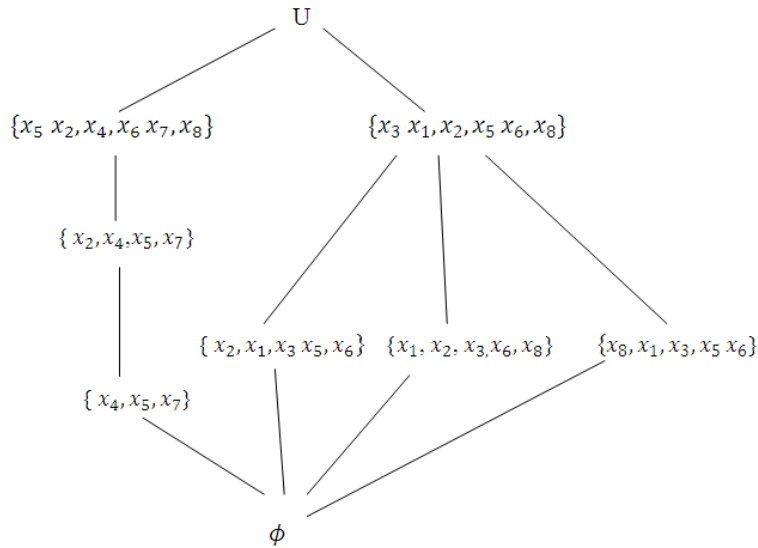 U
{x₅ x₂,x₄,x₆ x₇,x₈} {x₃ x₁,x₂,x₅ x₆,x₈}
{ x₂,x₄,x₅,x₇}
{ x₂,x₁,x₃ x₅,x₆} {x₁, x₂, x₃,x₆,x₈} {x₈,x₁,x₃,x₅ x₆}
{ x₄,x₅,x₇}
ϕ